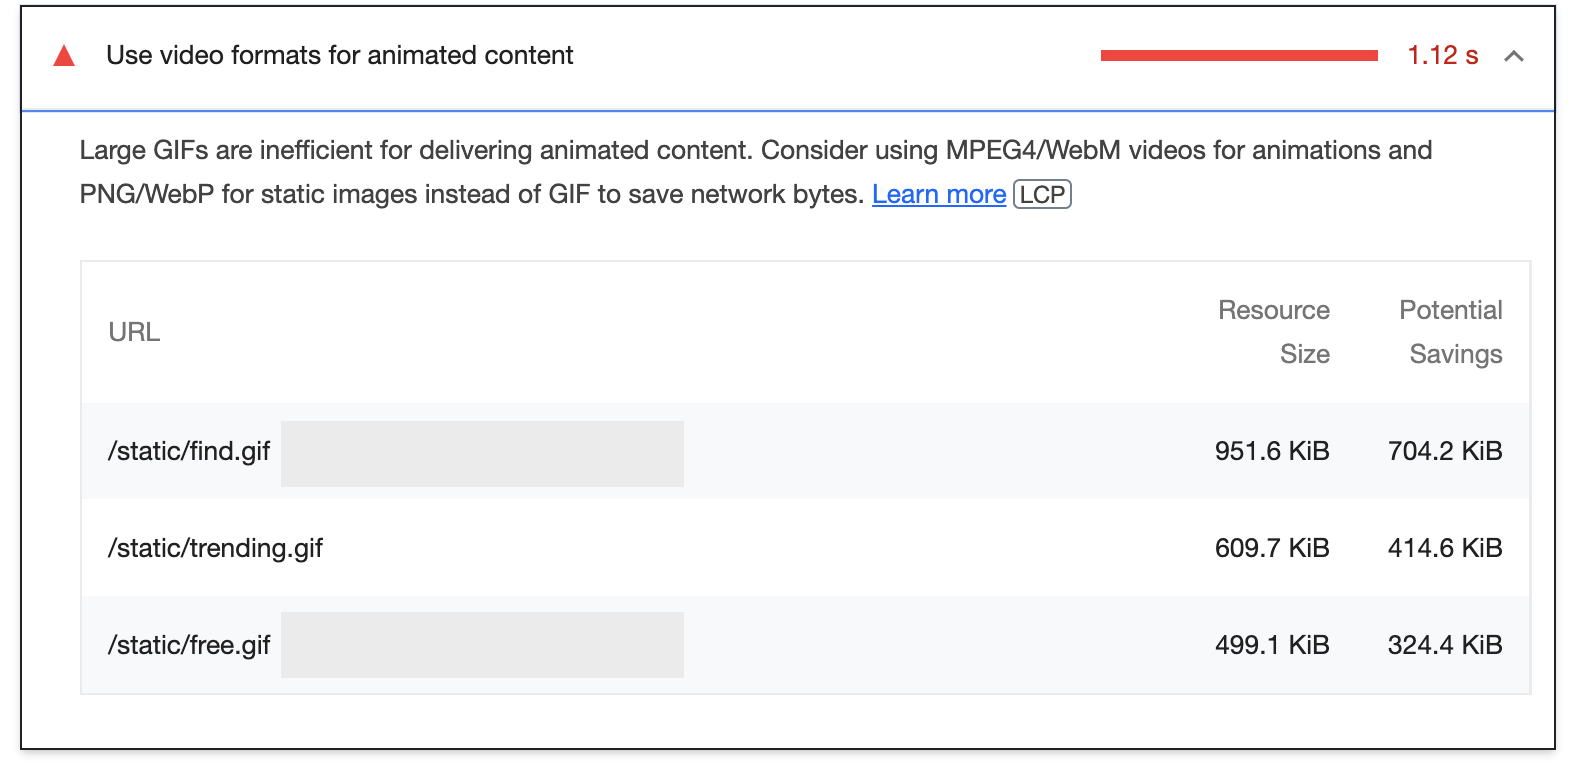 Use video formats for animated content 1.12 s
Large GIFs are inefficient for delivering animated content. Consider using MPEG4/WebM videos for animations and
PNG/WebP for static images instead of GIF to save network bytes. Learn more LCP
URL Resource Size Potential Savings
/static/find.gif 951.6 KiB 704.2 KiB
/static/trending.gif 609.7 KiB 414.6 KiB
/static/free.gif 499.1 KiB 324.4 KiB